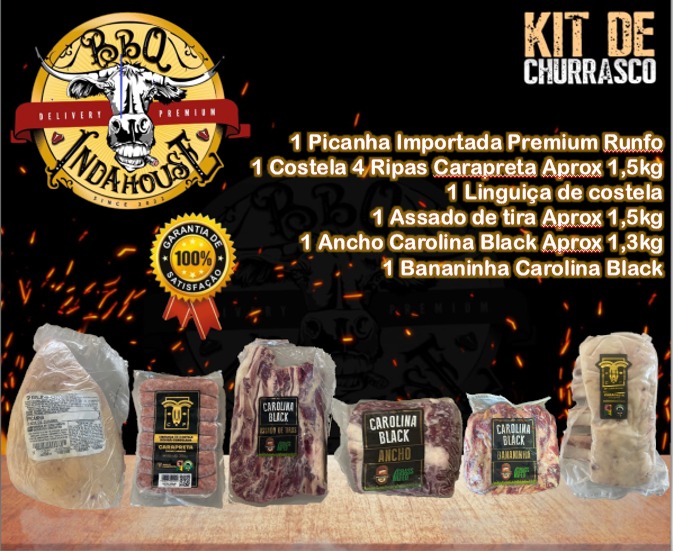 BBQ
DELIVERY PREMIUM
INDAHOUSE
SINCE 2022
KIT DE
CHURRASCO
1 Picanha Importada Premium Runfo
1 Costela 4 Ripas Carapreta Aprox 1,5kg
1 Linguiça de costela
1 Assado de tira Aprox 1,5kg
1 Ancho Carolina Black Aprox 1,3kg
1 Bananinha Carolina Black
GARANTIA DE
100%
SATISFAÇÃO
CARAPRETA
CAROLINA
BLACK
CAROLINA
BLACK
ANCHO
CAROLINA
BLACK
BANANINHA